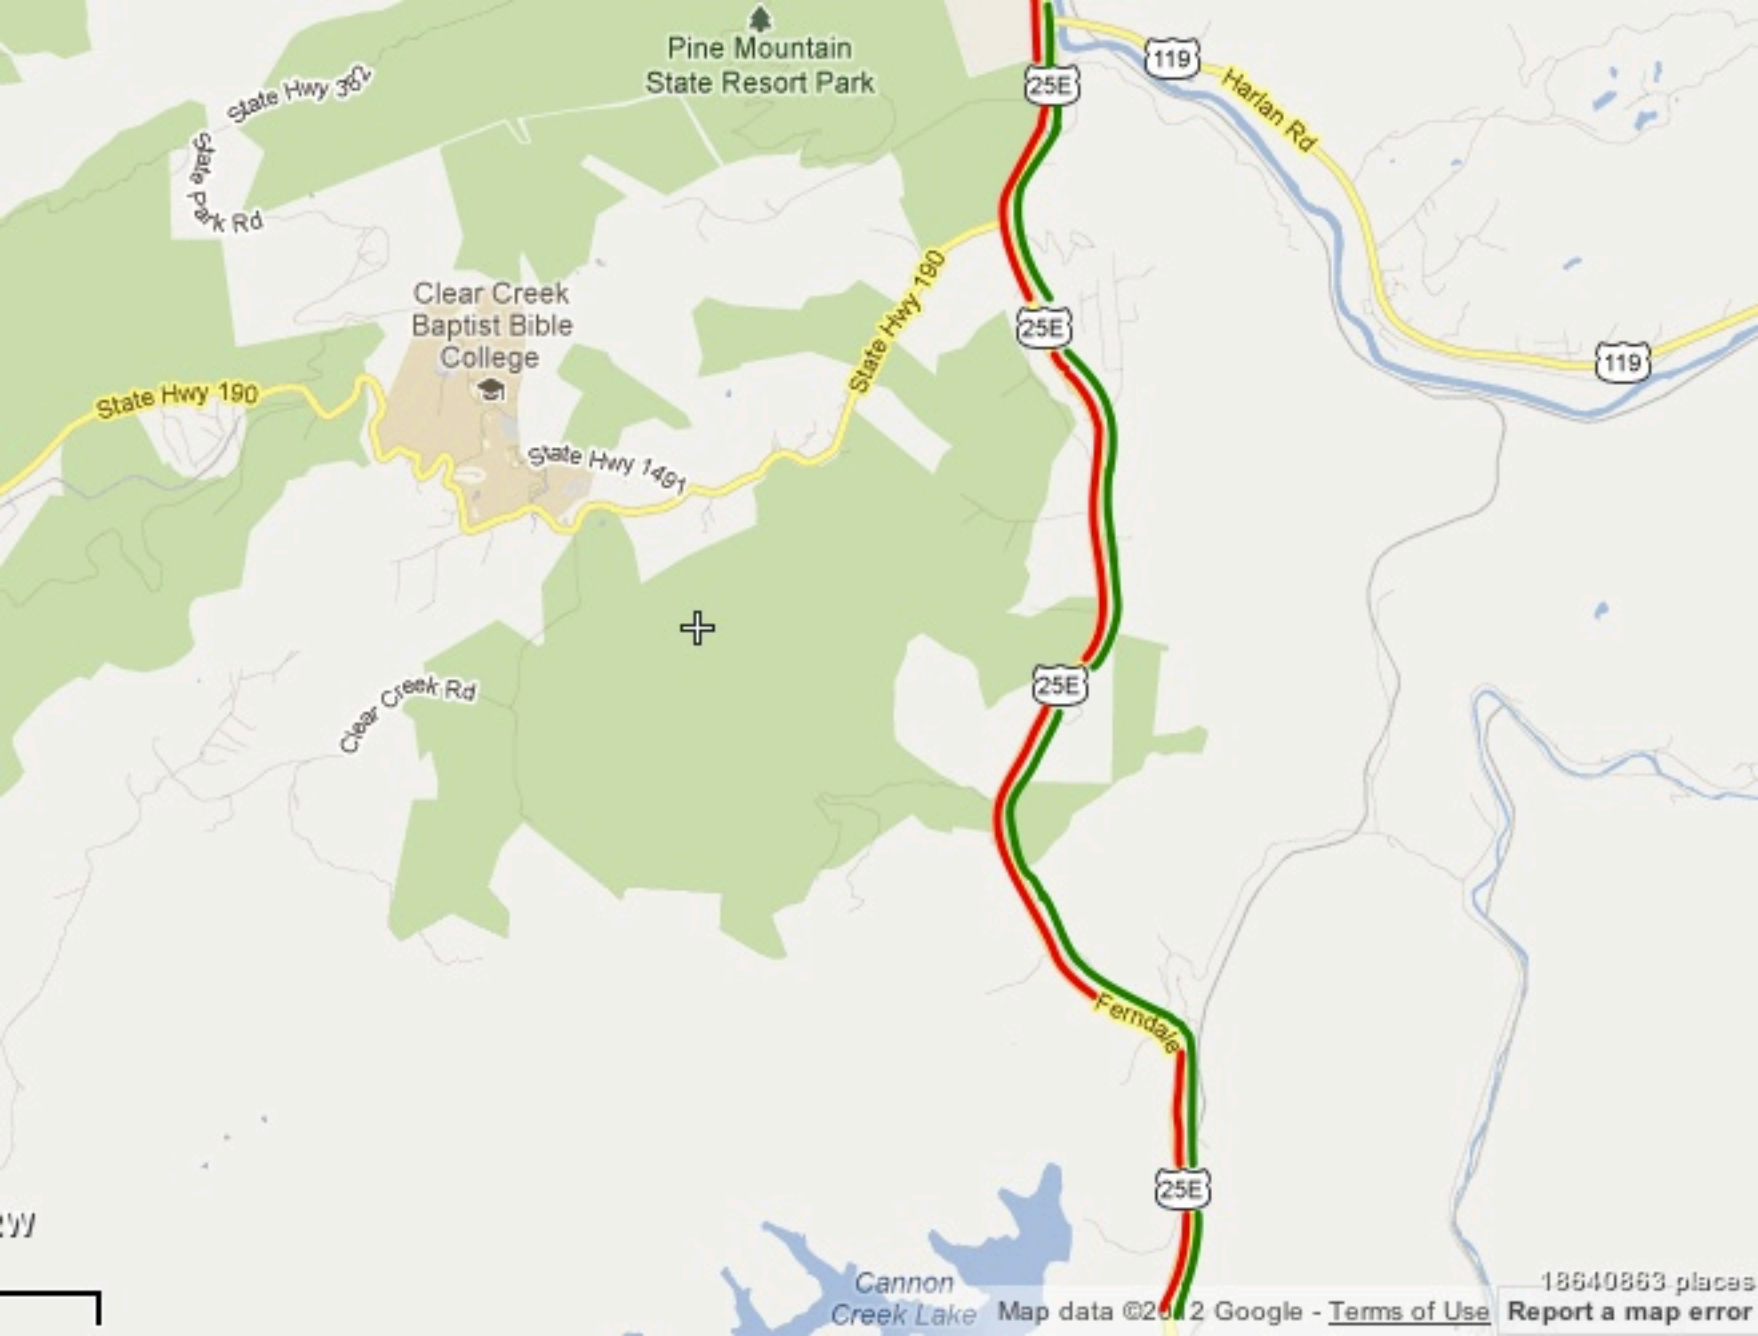 Pine Mountain
State Resort Park
25E
119
Harlan Rd
State Hwy 382
State Park Rd
State Hwy 190
Clear Creek
Baptist Bible
College
25E
119
State Hwy 190
State Hwy 1491
25E
Clear Creek Rd
Ferndale
25E
Cannon
Creek Lake
18640863 places
Map data ©2012 Google - Terms of Use
Report a map error